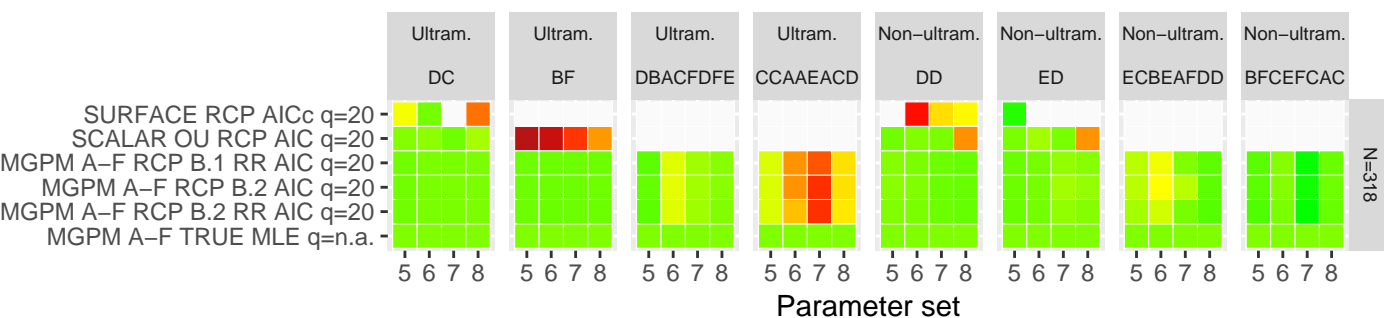 Ultram. Ultram. Ultram. Ultram. Non−ultram. Non−ultram. Non−ultram. Non−ultram.
DC BF DBACFDFE CCAAEACD DD ED ECBEAFDD BFCEFCAC
SURFACE RCP AICc q=20
SCALAR OU RCP AIC q=20
MGPM A−F RCP B.1 RR AIC q=20
MGPM A−F RCP B.2 AIC q=20
MGPM A−F RCP B.2 RR AIC q=20
MGPM A−F TRUE MLE q=n.a.
N=318
5 6 7 8 5 6 7 8 5 6 7 8 5 6 7 8 5 6 7 8 5 6 7 8 5 6 7 8 5 6 7 8
Parameter set